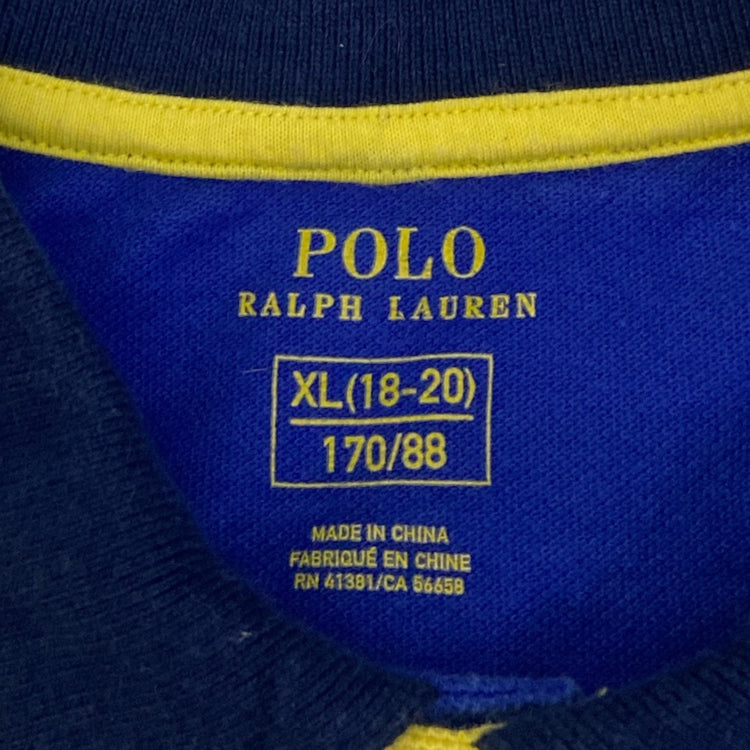 POLO
RALPH LAUREN
XL(18-20)
170/88
MADE IN CHINA
FABRIQUÉ EN CHINE
RN 41381/CA 56658